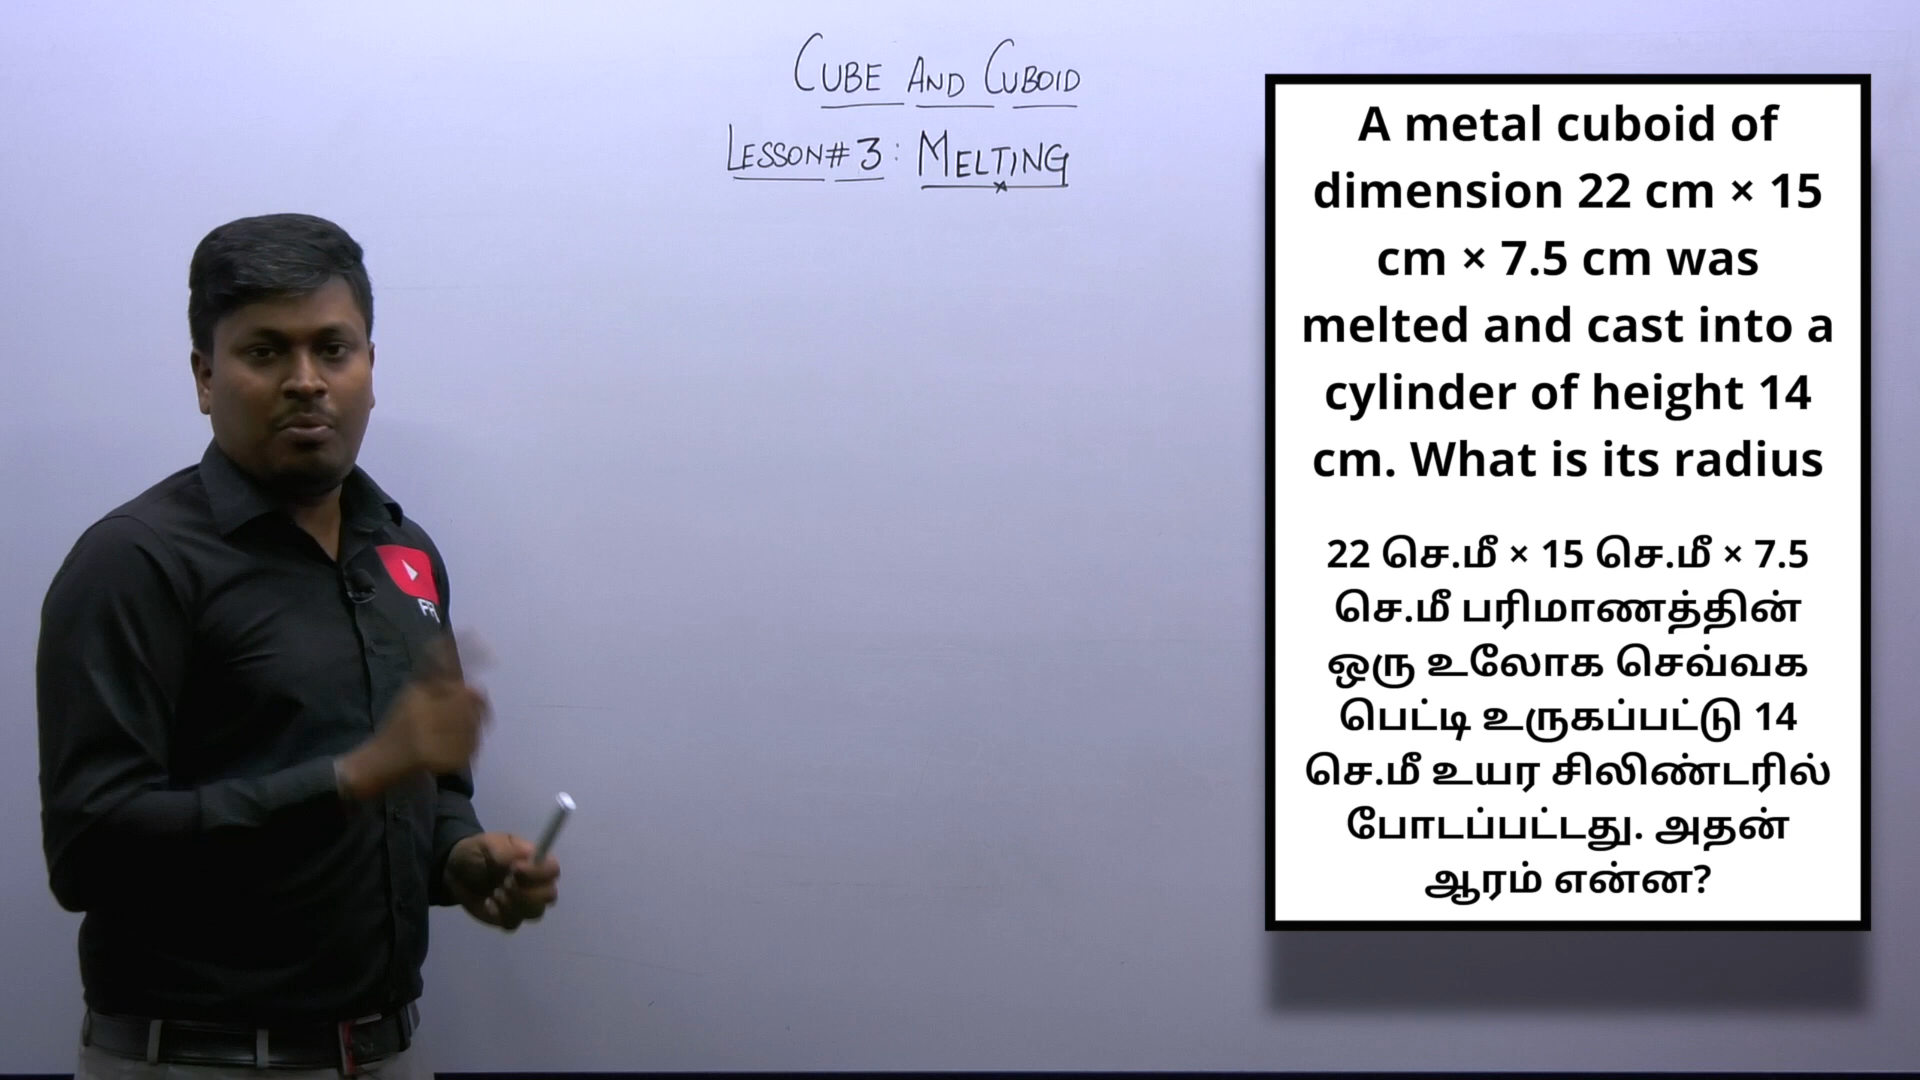 CUBE AND CUBOID
LESSON# 3 : MELTING
A metal cuboid of
dimension 22 cm × 15
cm × 7.5 cm was
melted and cast into a
cylinder of height 14
cm. What is its radius
22 செ.மீ × 15 செ.மீ × 7.5
செ.மீ பரிமாணத்தின்
ஒரு உலோக செவ்வக
பெட்டி உருகப்பட்டு 14
செ.மீ உயர சிலிண்டரில்
போடப்பட்டது. அதன்
ஆரம் என்ன?